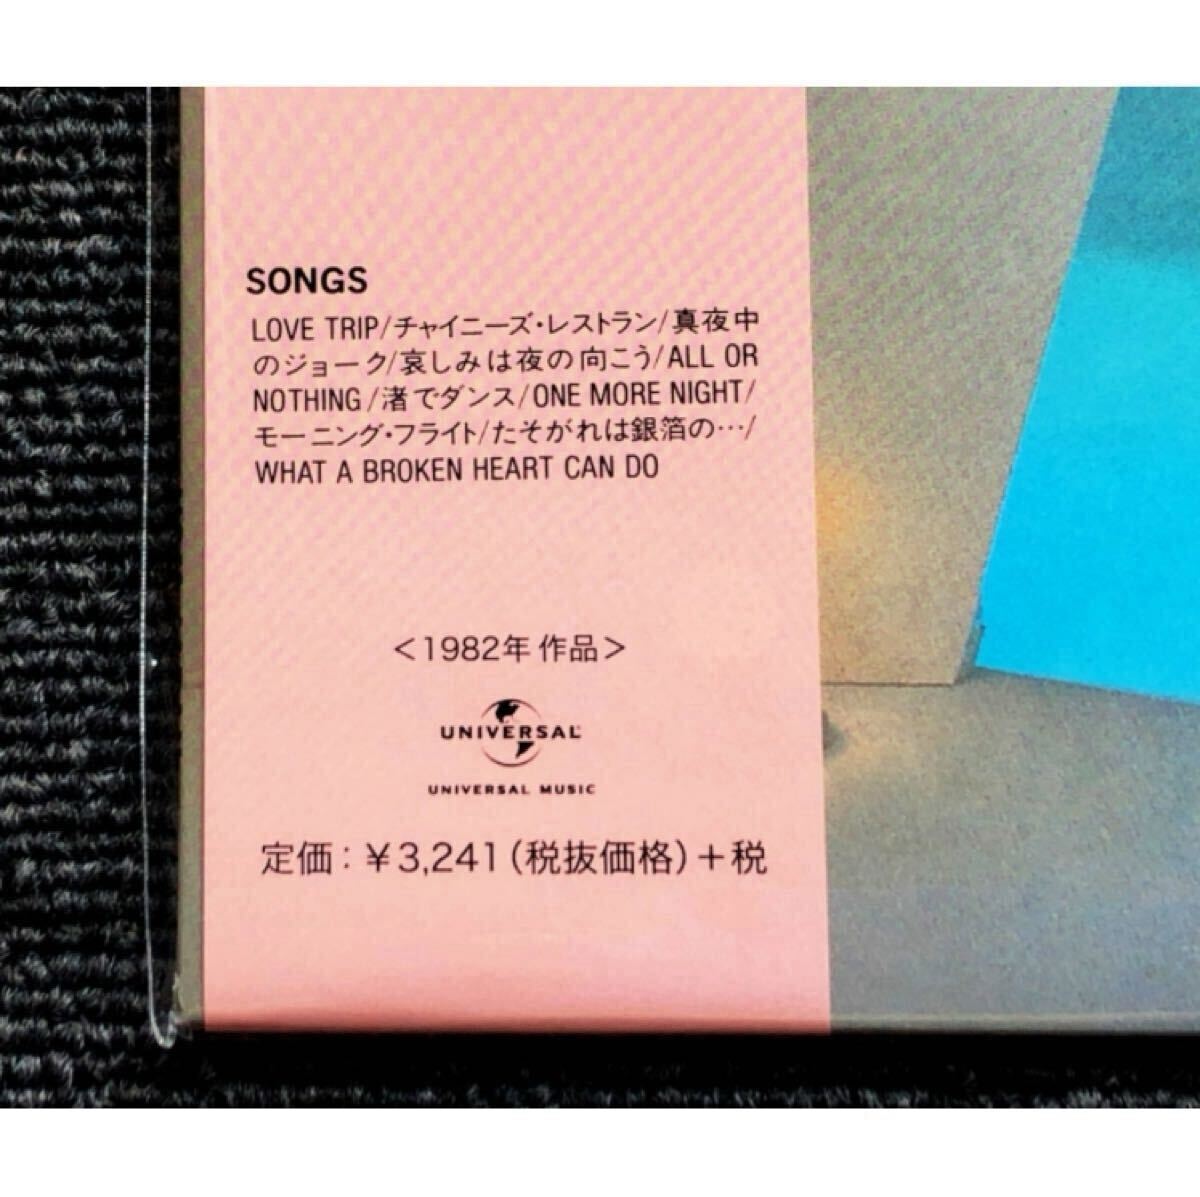 SONGS
LOVE TRIP/チャイニーズ・レストラン/真夜中
のジョーク/哀しみは夜の向こう/ALL OR
NOTHING/渚でダンス/ONE MORE NIGHT/
モーニング・フライト/たそがれは銀箔の…/
WHAT A BROKEN HEART CAN DO
<1982年 作品>
UNIVERSAL
UNIVERSAL MUSIC
定価：¥3,241（税抜価格）＋税